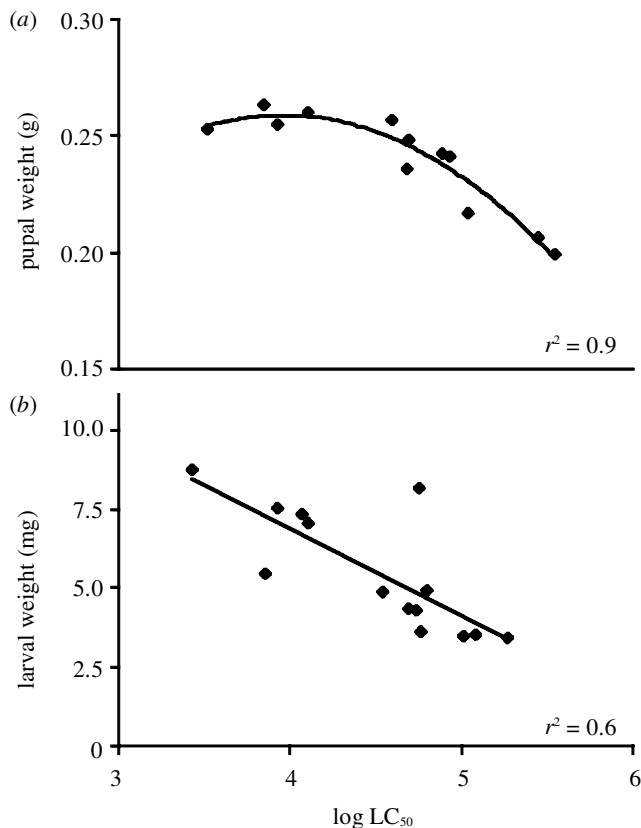 (a)
0.30
0.25
0.20
0.15
pupal weight (g)
r² = 0.9
(b)
10.0
7.5
5.0
2.5
0
larval weight (mg)
r² = 0.6
3 4 5 6
log LC₅₀